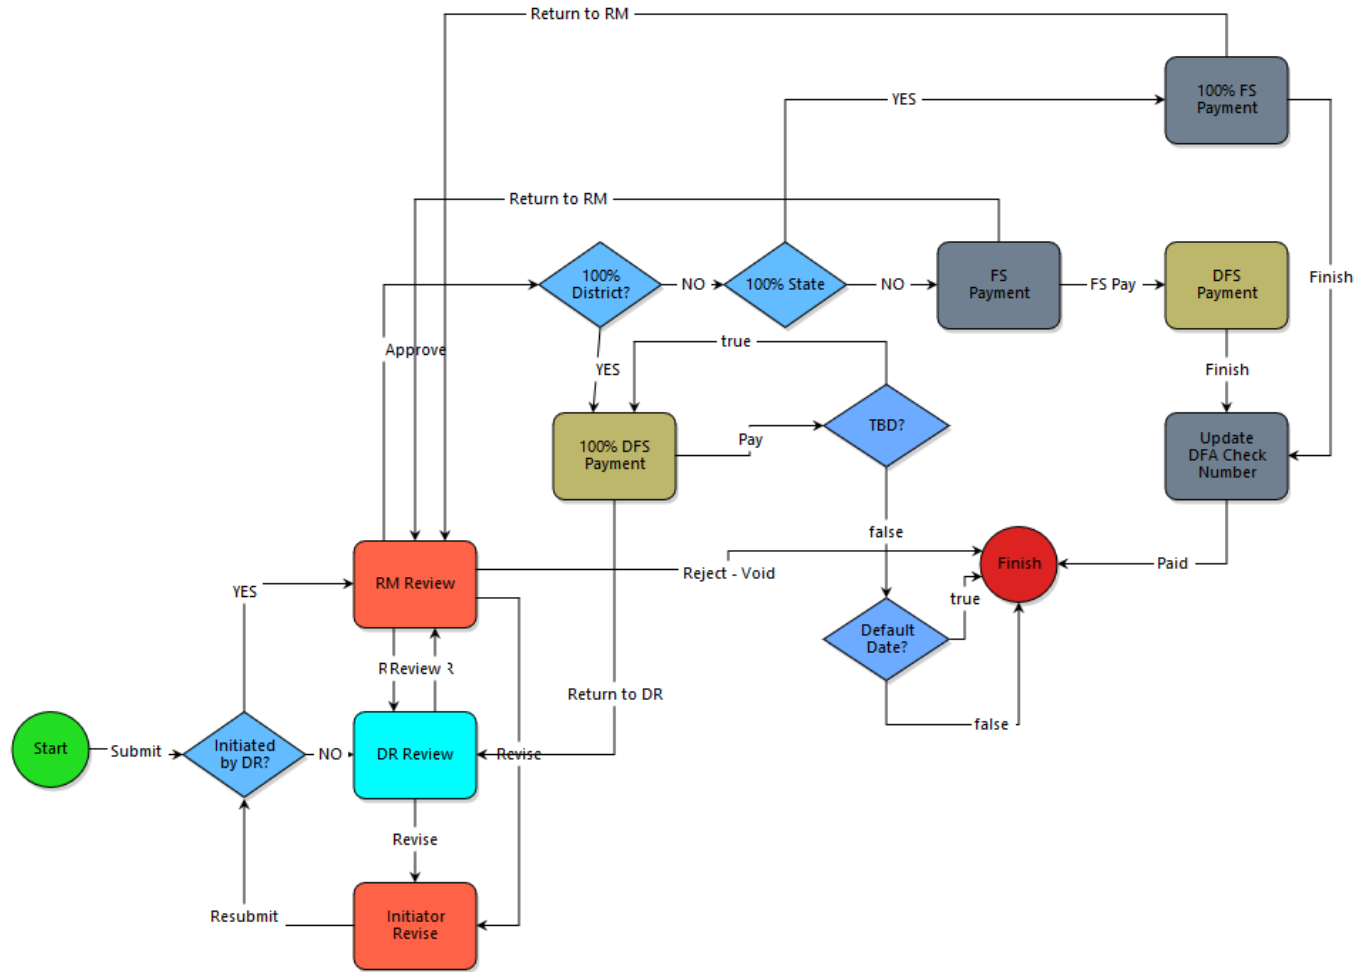 Return to RM
100% FS
Payment
YES
Return to RM
100%
District?
NO
100% State
NO
FS
Payment
FS Pay
DFS
Payment
Finish
Approve
true
YES
Finish
TBD?
Pay
100% DFS
Payment
Update
DFA Check
Number
false
RM Review
Reject - Void
Finish
Paid
YES
true
Default
Date?
Review
Return to DR
false
Start
Submit
Initiated
by DR?
NO
DR Review
Revise
Revise
Resubmit
Initiator
Revise